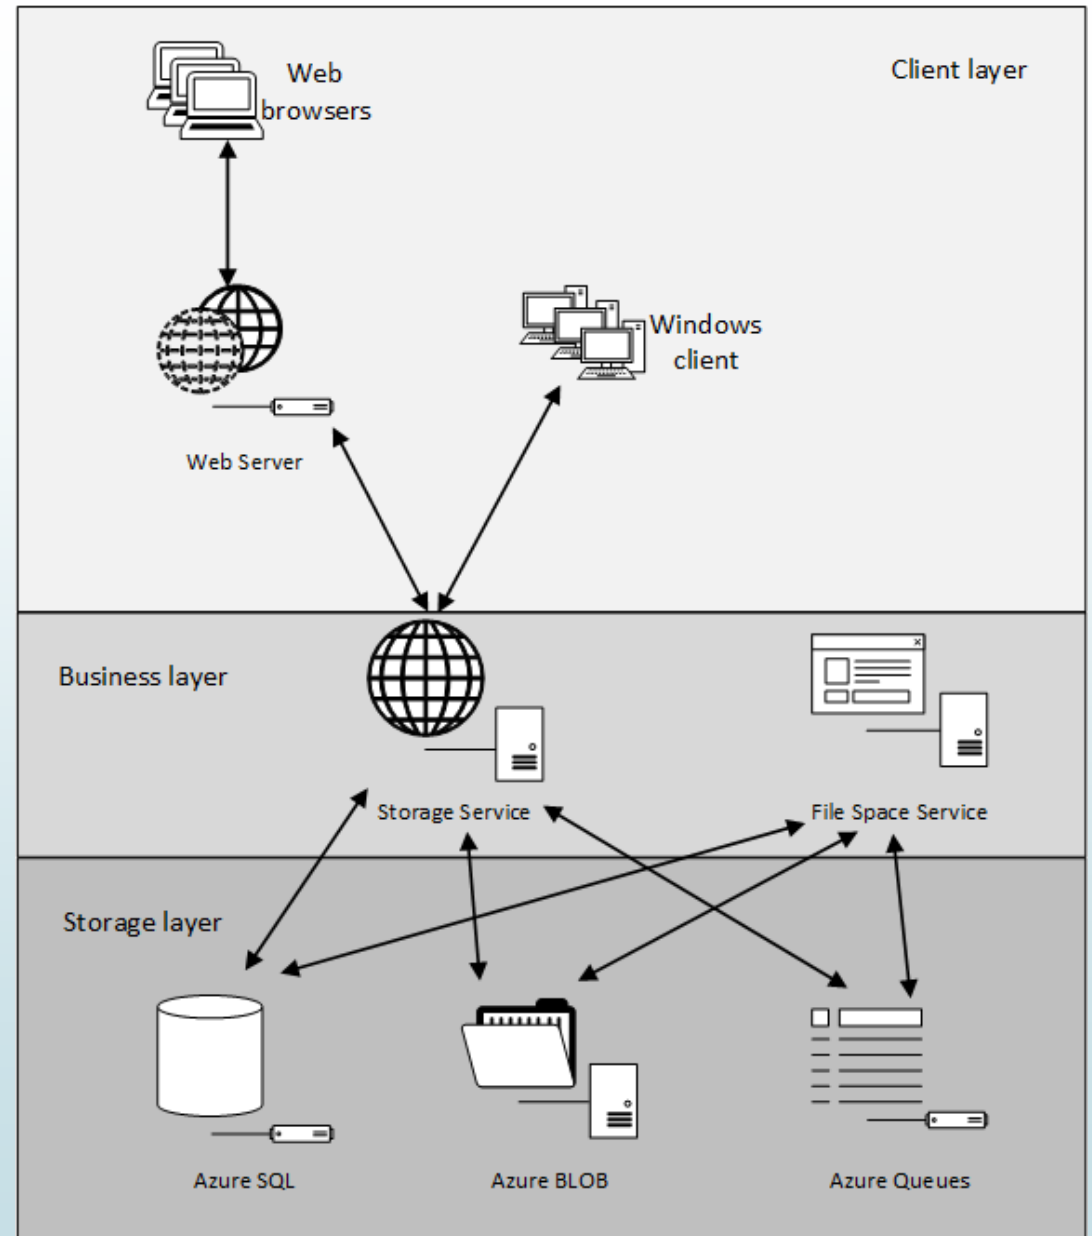 Client layer
Web
browsers
Windows
client
Web Server
Business layer
Storage Service
File Space Service
Storage layer
Azure SQL
Azure BLOB
Azure Queues